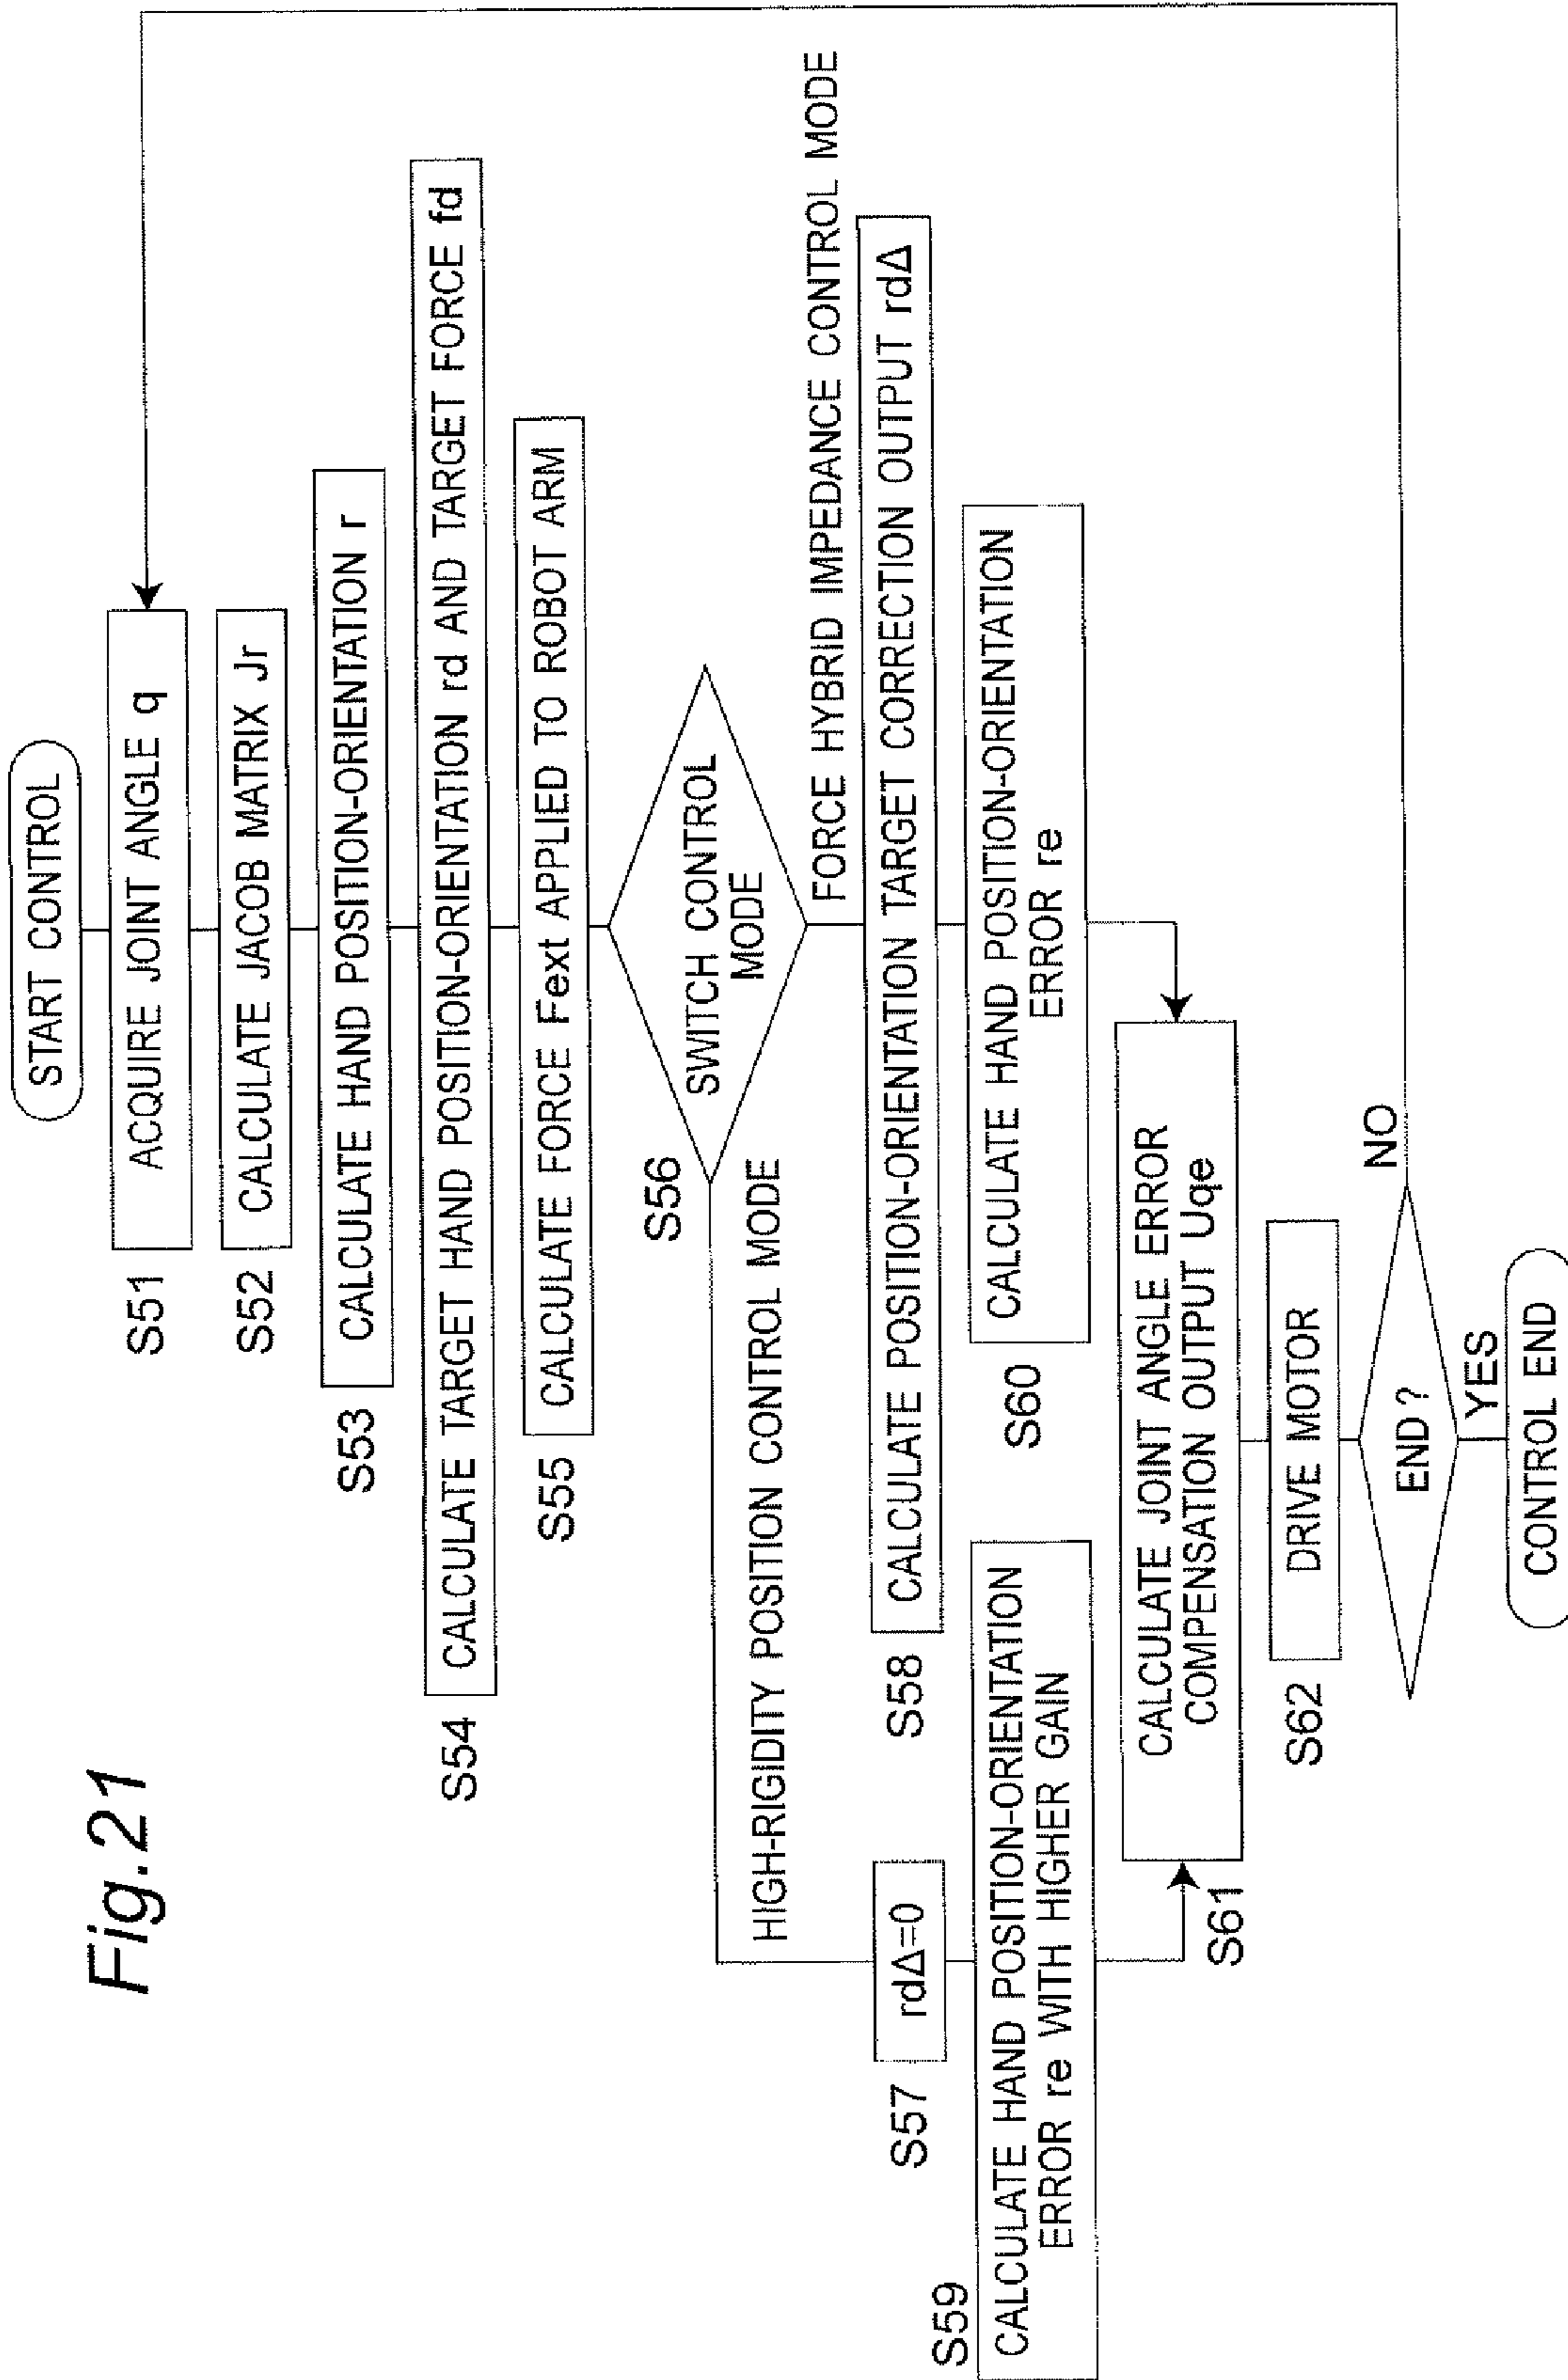 Fig.21
START CONTROL
S51
ACQUIRE JOINT ANGLE q
S52
CALCULATE JACOB MATRIX Jr
S53
CALCULATE HAND POSITION-ORIENTATION r
S54
CALCULATE TARGET HAND POSITION-ORIENTATION rd AND TARGET FORCE fd
S55
CALCULATE FORCE Fext APPLIED TO ROBOT ARM
S56
SWITCH CONTROL
MODE
HIGH-RIGIDITY POSITION CONTROL MODE
FORCE HYBRID IMPEDANCE CONTROL MODE
S57
rdΔ=0
S58
CALCULATE POSITION-ORIENTATION TARGET CORRECTION OUTPUT rdΔ
S59
CALCULATE HAND POSITION-ORIENTATION
ERROR re WITH HIGHER GAIN
S60
CALCULATE HAND POSITION-ORIENTATION
ERROR re
S61
CALCULATE JOINT ANGLE ERROR
COMPENSATION OUTPUT Uqe
S62
DRIVE MOTOR
END?
NO
YES
CONTROL END